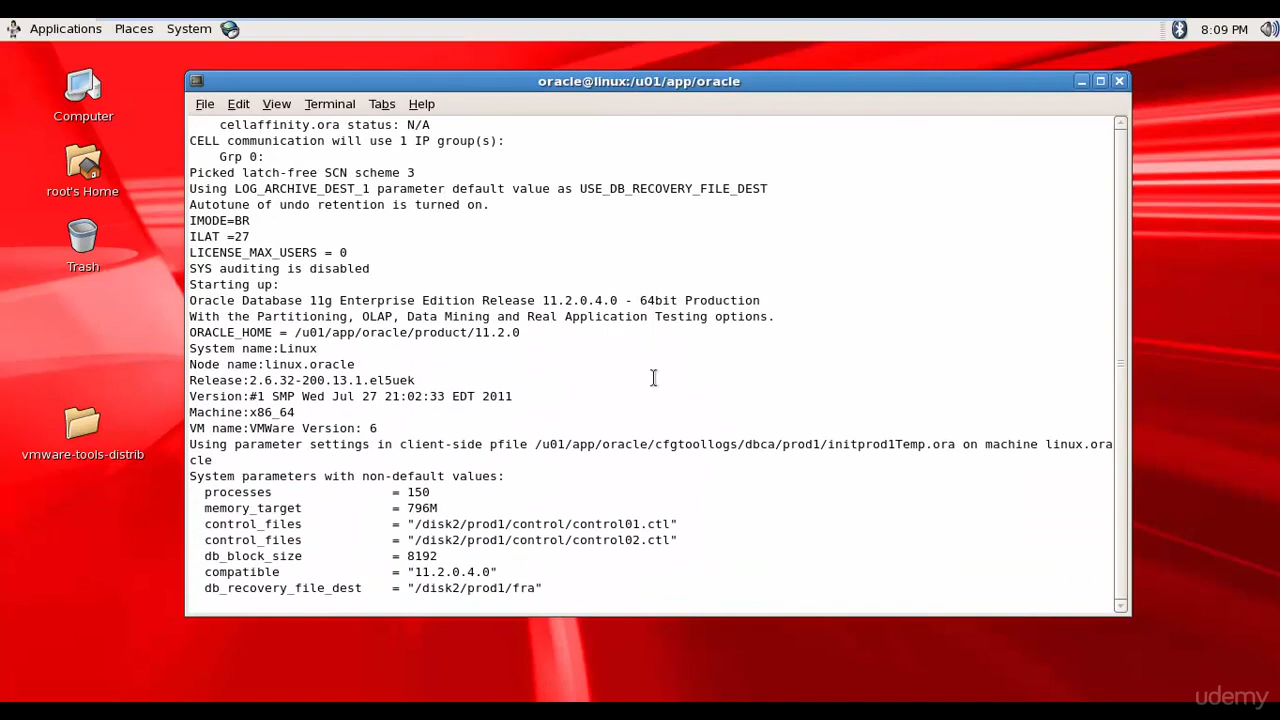 Applications Places System 8:09 PM
Computer
root's Home
Trash
vmware-tools-distrib
oracle@linux:/u01/app/oracle
File Edit View Terminal Tabs Help
cellaffinity.ora status: N/A
CELL communication will use 1 IP group(s):
Grp 0:
Picked latch-free SCN scheme 3
Using LOG_ARCHIVE_DEST_1 parameter default value as USE_DB_RECOVERY_FILE_DEST
Autotune of undo retention is turned on.
IMODE=BR
ILAT =27
LICENSE_MAX_USERS = 0
SYS auditing is disabled
Starting up:
Oracle Database 11g Enterprise Edition Release 11.2.0.4.0 - 64bit Production
With the Partitioning, OLAP, Data Mining and Real Application Testing options.
ORACLE_HOME = /u01/app/oracle/product/11.2.0
System name:Linux
Node name:linux.oracle
Release:2.6.32-200.13.1.el5uek
Version:#1 SMP Wed Jul 27 21:02:33 EDT 2011
Machine:x86_64
VM name:VMWare Version: 6
Using parameter settings in client-side pfile /u01/app/oracle/cfgtoollogs/dbca/prod1/initprod1Temp.ora on machine linux.ora
cle
System parameters with non-default values:
processes = 150
memory_target = 796M
control_files = "/disk2/prod1/control/control01.ctl"
control_files = "/disk2/prod1/control/control02.ctl"
db_block_size = 8192
compatible = "11.2.0.4.0"
db_recovery_file_dest = "/disk2/prod1/fra"
udemy